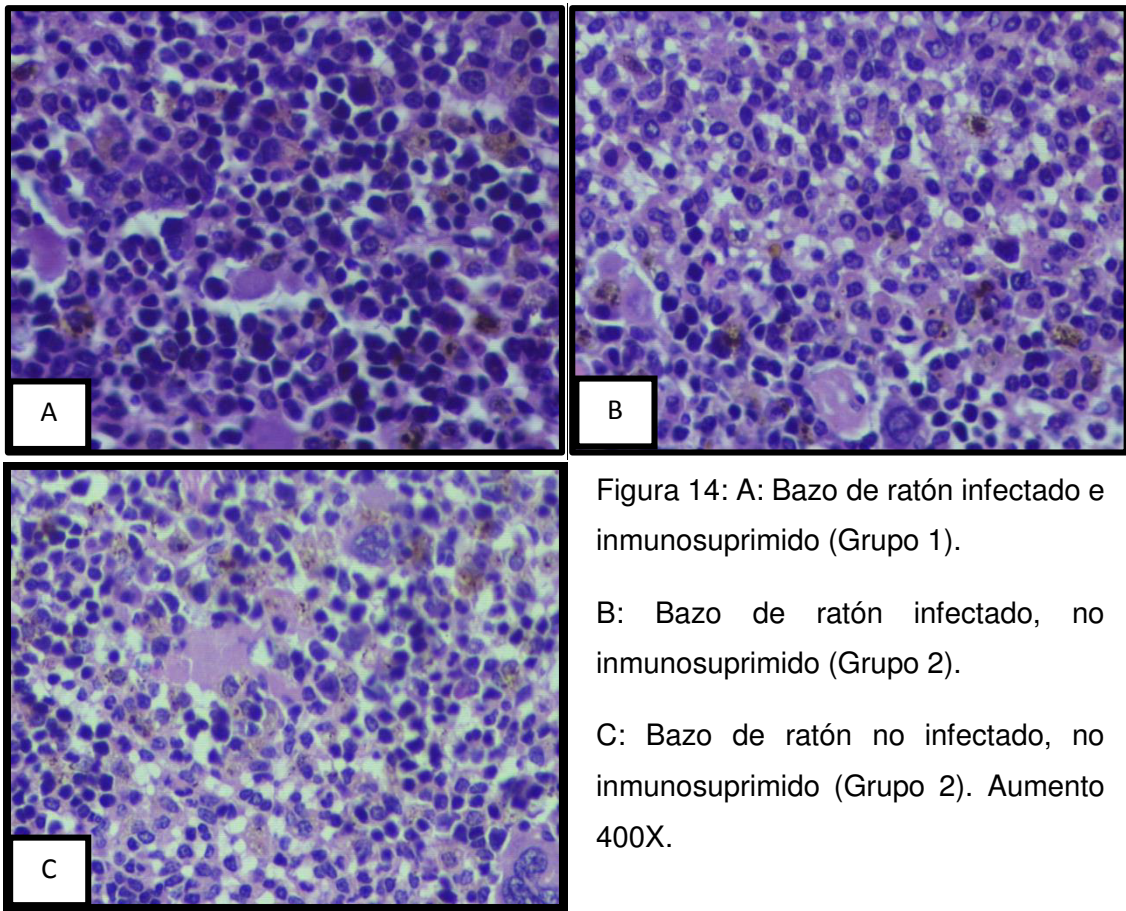 A
B
C
Figura 14: A: Bazo de ratón infectado e
inmunosuprimido (Grupo 1).
B: Bazo de ratón infectado, no
inmunosuprimido (Grupo 2).
C: Bazo de ratón no infectado, no
inmunosuprimido (Grupo 2). Aumento
400X.